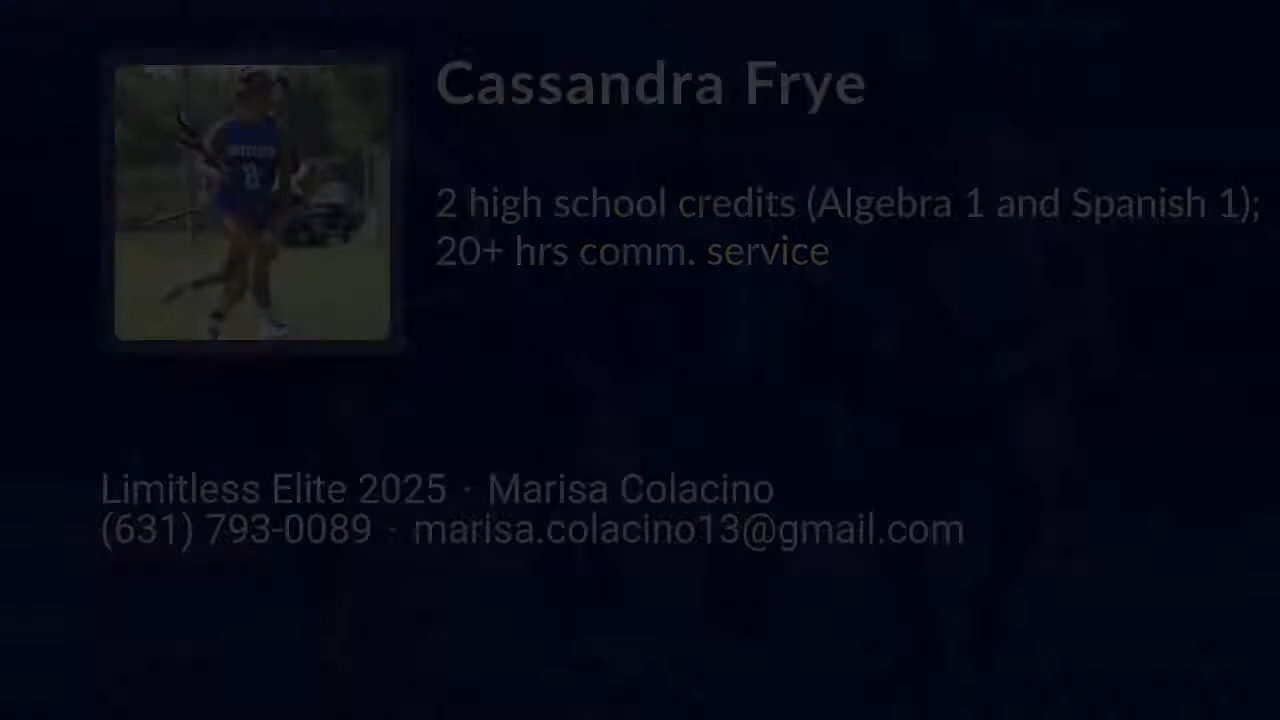 Cassandra Frye
2 high school credits (Algebra 1 and Spanish 1);
20+ hrs comm. service
Limitless Elite 2025 · Marisa Colacino
(631) 793-0089 · marisa.colacino13@gmail.com